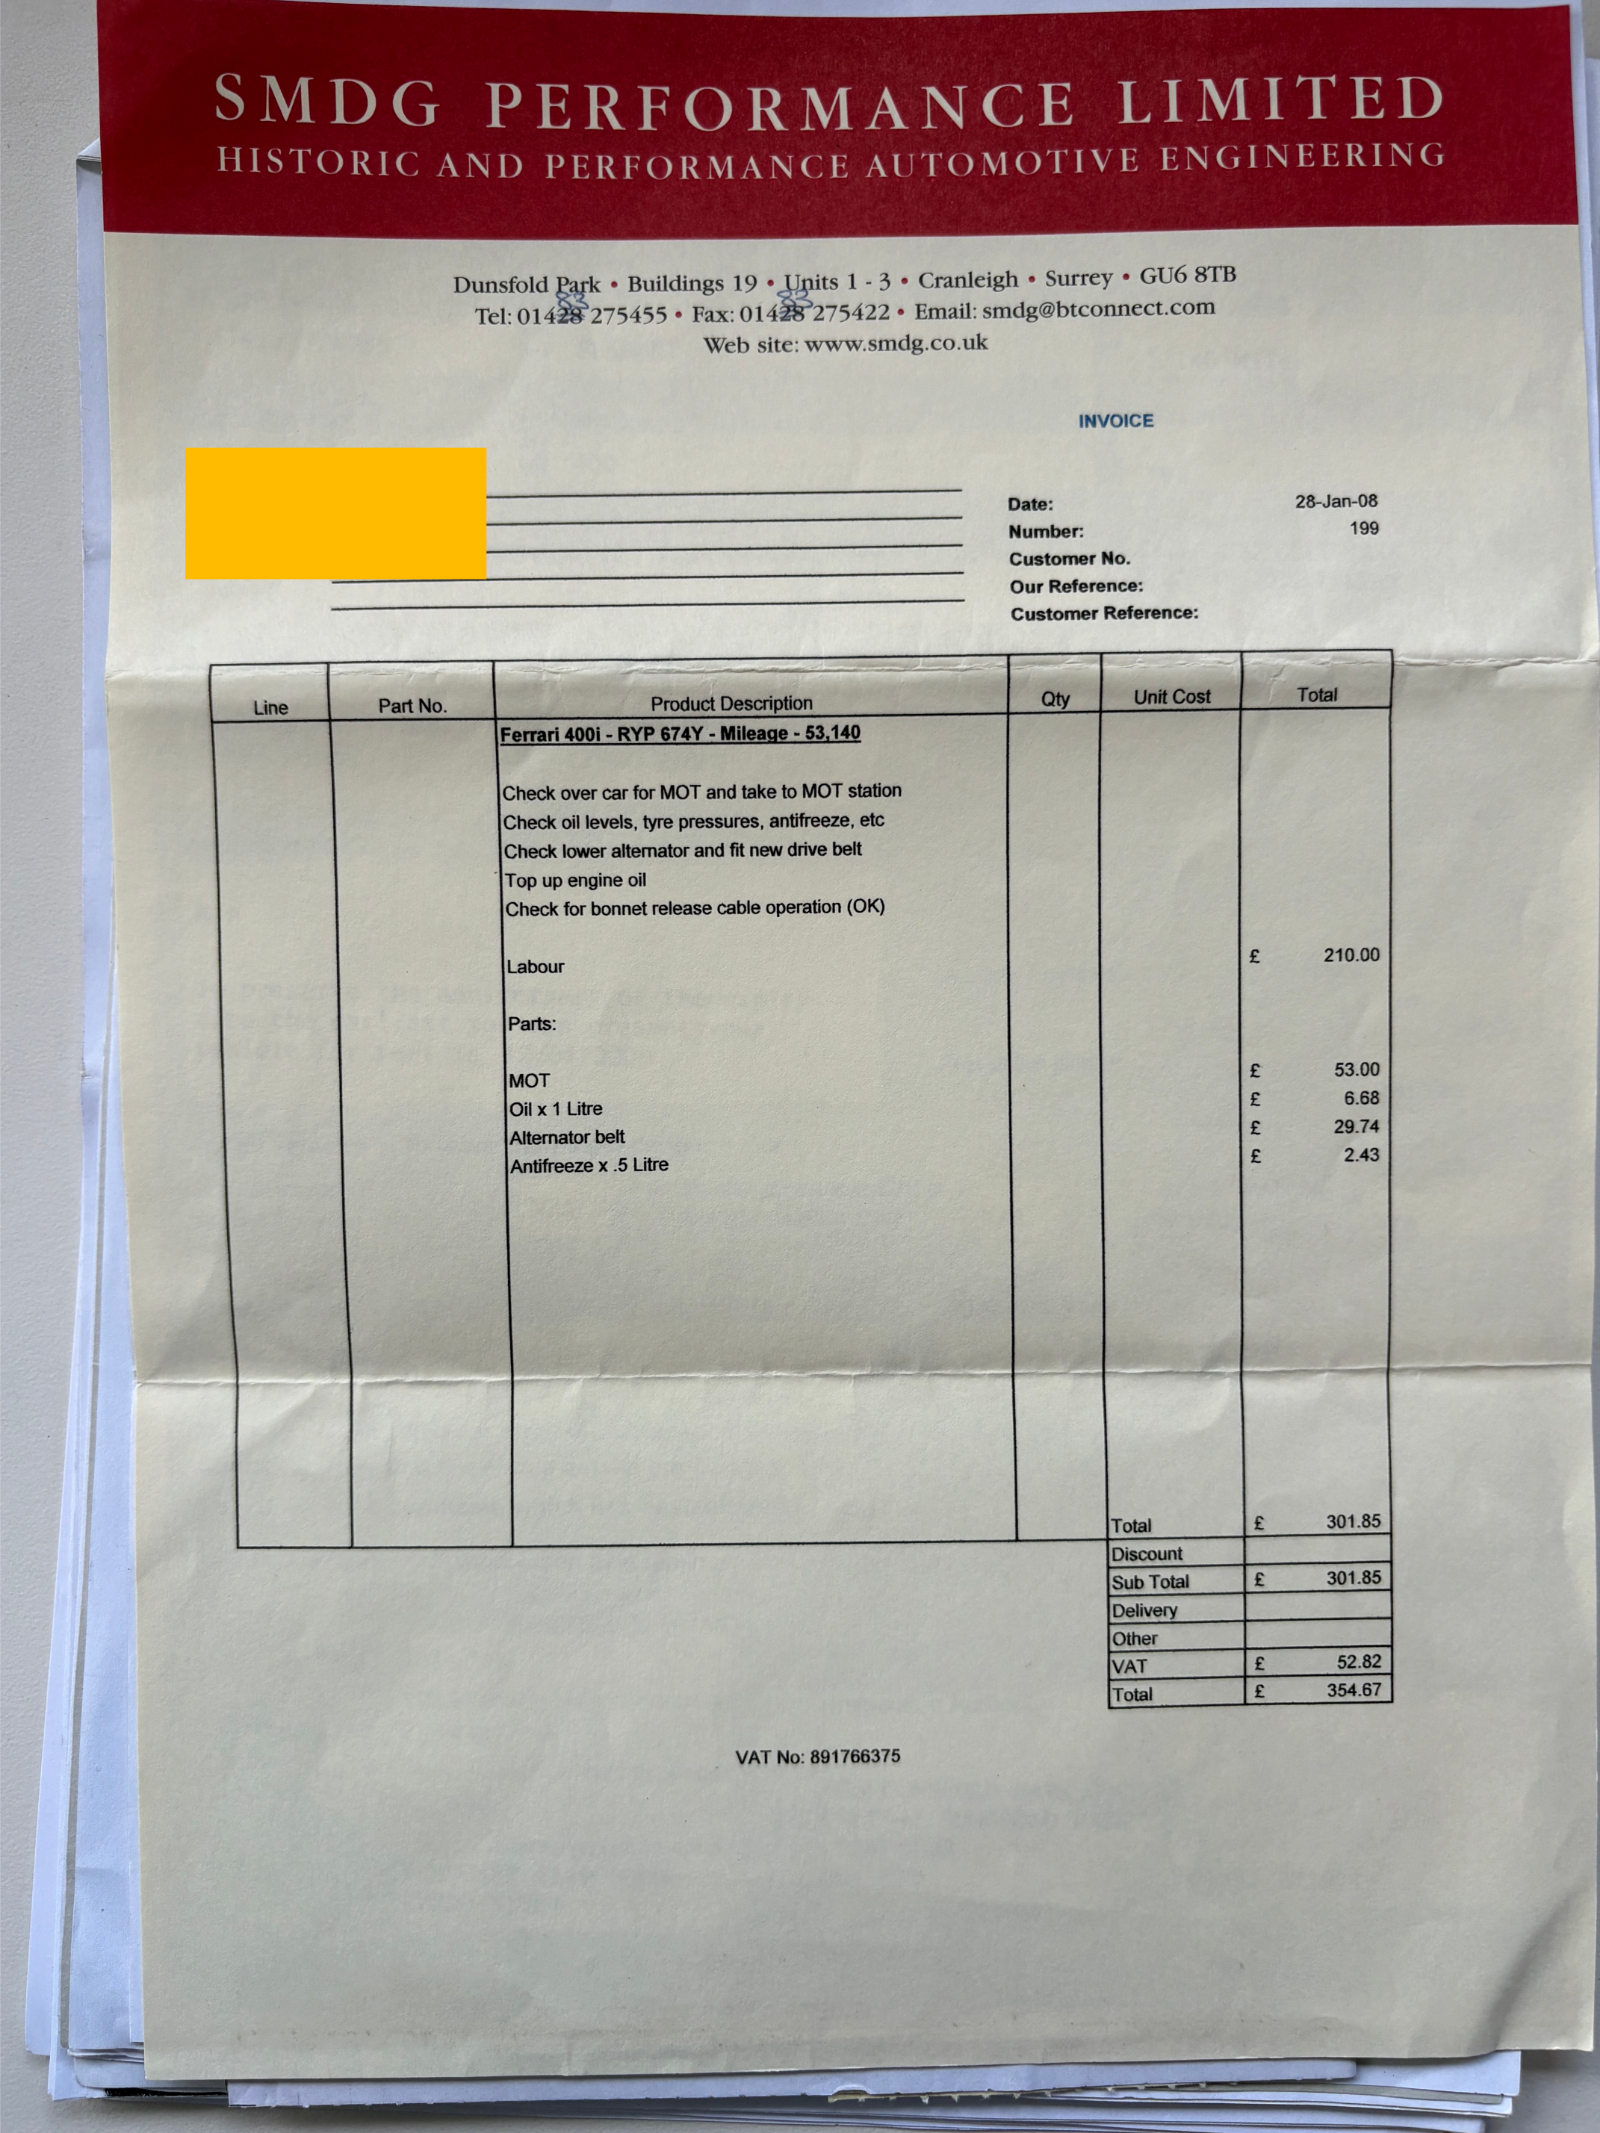 SMDG PERFORMANCE LIMITED
HISTORIC AND PERFORMANCE AUTOMOTIVE ENGINEERING
Dunsfold Park • Buildings 19 • Units 1 - 3 • Cranleigh • Surrey • GU6 8TB
83 83
Tel: 01428 275455 • Fax: 01428 275422 • Email: smdg@btconnect.com
Web site: www.smdg.co.uk
INVOICE
Date: 28-Jan-08
Number: 199
Customer No.
Our Reference:
Customer Reference:
Line Part No. Product Description Qty Unit Cost Total
Ferrari 400i - RYP 674Y - Mileage - 53,140
Check over car for MOT and take to MOT station
Check oil levels, tyre pressures, antifreeze, etc
Check lower alternator and fit new drive belt
Top up engine oil
Check for bonnet release cable operation (OK)
Labour £ 210.00
Parts:
MOT £ 53.00
Oil x 1 Litre £ 6.68
Alternator belt £ 29.74
Antifreeze x .5 Litre £ 2.43
Total £ 301.85
Discount
Sub Total £ 301.85
Delivery
Other
VAT £ 52.82
Total £ 354.67
VAT No: 891766375